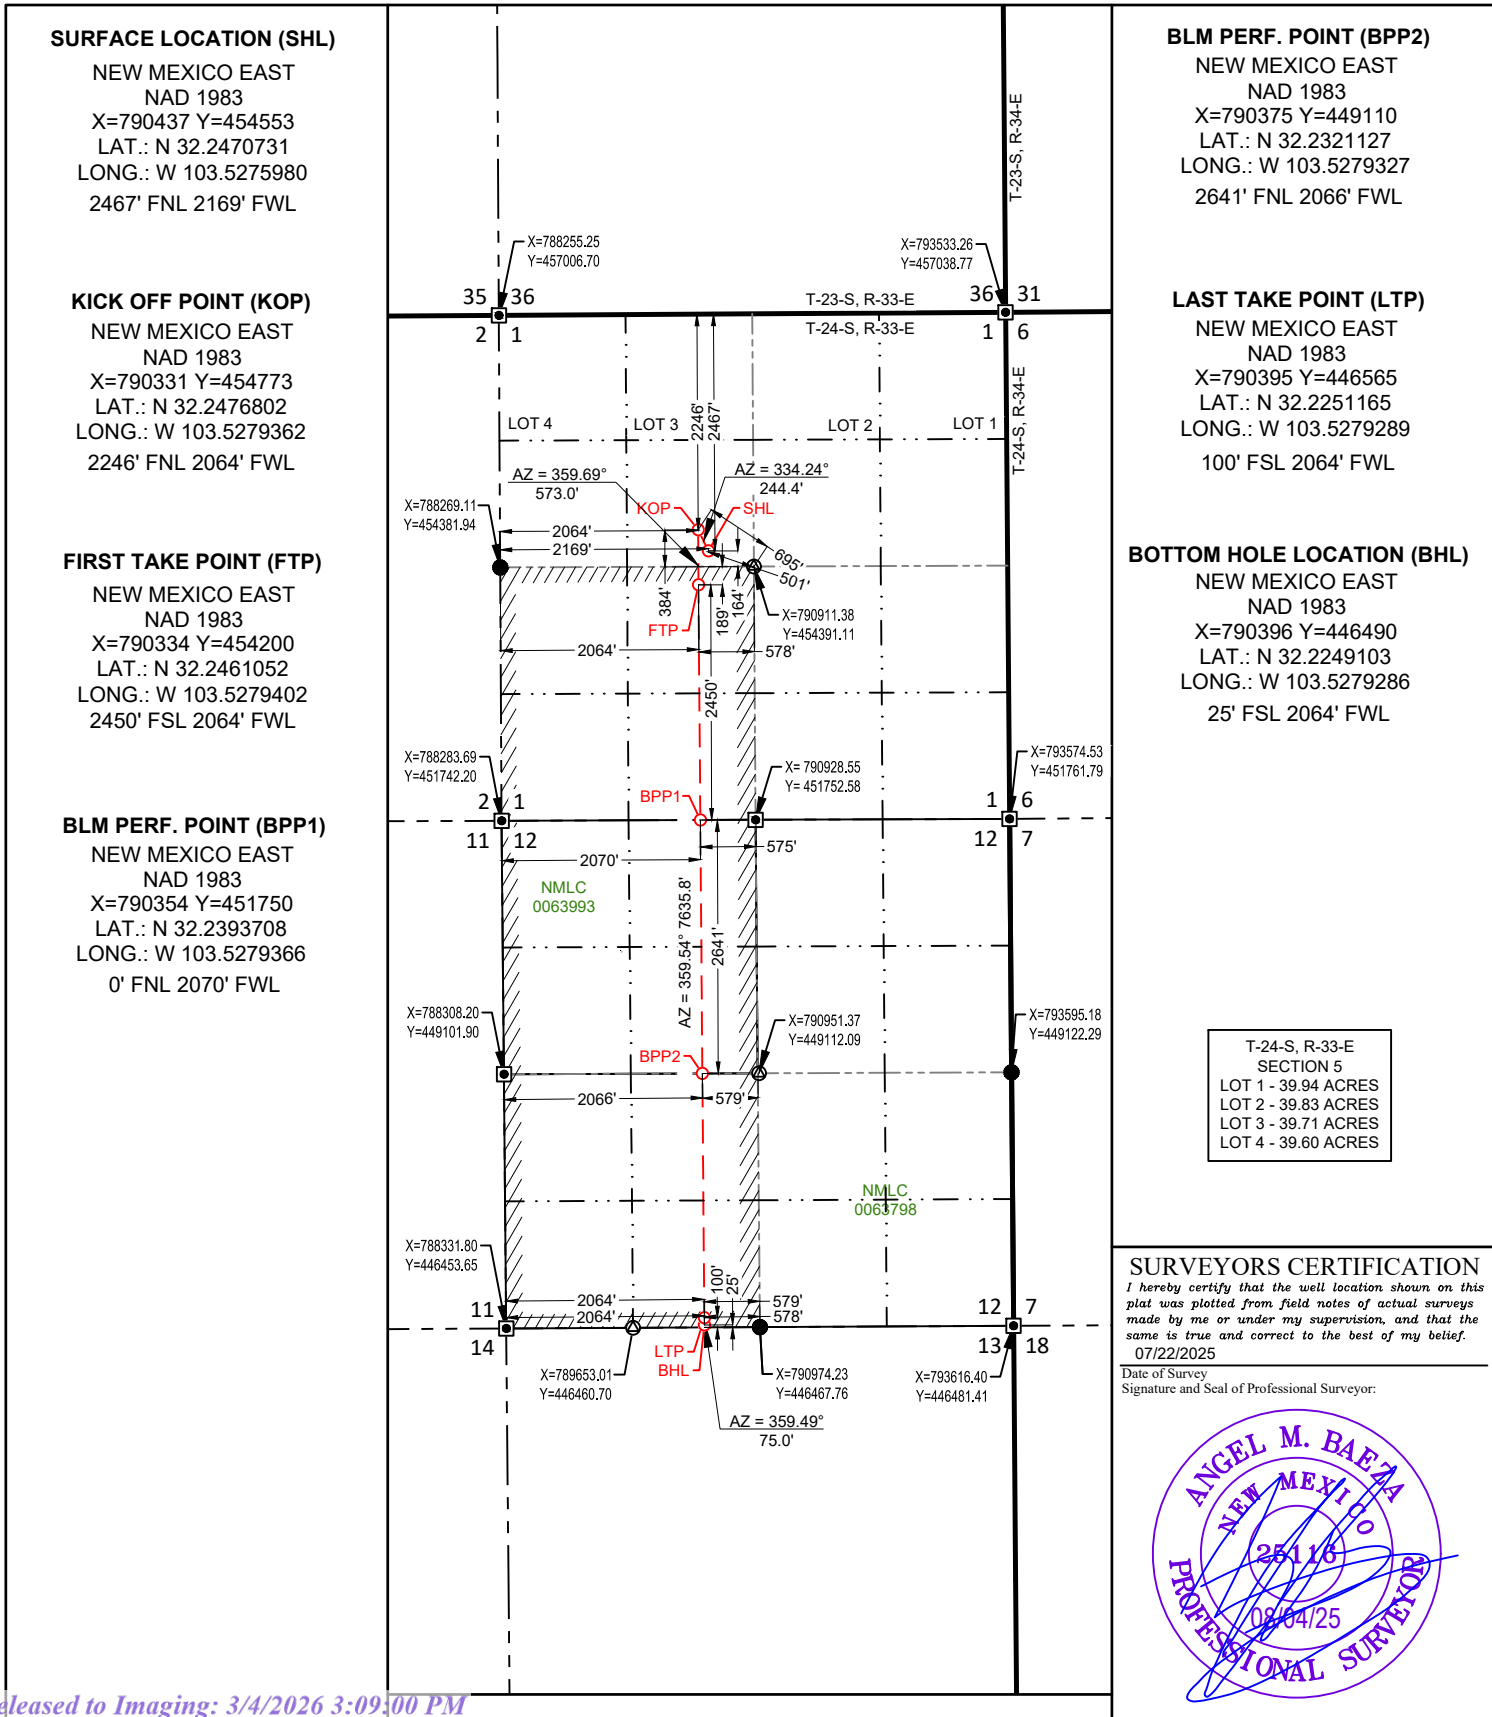 SURFACE LOCATION (SHL)
NEW MEXICO EAST
NAD 1983
X=790437 Y=454553
LAT.: N 32.2470731
LONG.: W 103.5275980
2467' FNL 2169' FWL
KICK OFF POINT (KOP)
NEW MEXICO EAST
NAD 1983
X=790331 Y=454773
LAT.: N 32.2476802
LONG.: W 103.5279362
2246' FNL 2064' FWL
FIRST TAKE POINT (FTP)
NEW MEXICO EAST
NAD 1983
X=790334 Y=454200
LAT.: N 32.2461052
LONG.: W 103.5279402
2450' FSL 2064' FWL
BLM PERF. POINT (BPP1)
NEW MEXICO EAST
NAD 1983
X=790354 Y=451750
LAT.: N 32.2393708
LONG.: W 103.5279366
0' FNL 2070' FWL
T-23-S, R-34-E
X=788255.25
Y=457006.70
X=793533.26
Y=457038.77
35 36
T-23-S, R-33-E
36 31
2 1
T-24-S, R-33-E
1 6
T-24-S, R-34-E
2246'
2467'
LOT 4
LOT 3
LOT 2
LOT 1
AZ = 359.69°
573.0'
AZ = 334.24°
244.4'
X=788269.11
Y=454381.94
KOP
SHL
2064'
2169'
695'
501'
384'
189'
164'
FTP
X=790911.38
Y=454391.11
2064'
578'
2450'
X=788283.69
Y=451742.20
X= 790928.55
Y= 451752.58
X=793574.53
Y=451761.79
BPP1
2 1
1 6
11 12
12 7
2070'
575'
NMLC
0063993
AZ = 359.54° 7635.8'
2641'
X=788308.20
Y=449101.90
X=790951.37
Y=449112.09
X=793595.18
Y=449122.29
BPP2
2066'
579'
NMLC
0063798
X=788331.80
Y=446453.65
100'
25'
2064'
579'
2064'
578'
11
12 7
14
13 18
LTP
BHL
X=789653.01
Y=446460.70
X=790974.23
Y=446467.76
X=793616.40
Y=446481.41
AZ = 359.49°
75.0'
BLM PERF. POINT (BPP2)
NEW MEXICO EAST
NAD 1983
X=790375 Y=449110
LAT.: N 32.2321127
LONG.: W 103.5279327
2641' FNL 2066' FWL
LAST TAKE POINT (LTP)
NEW MEXICO EAST
NAD 1983
X=790395 Y=446565
LAT.: N 32.2251165
LONG.: W 103.5279289
100' FSL 2064' FWL
BOTTOM HOLE LOCATION (BHL)
NEW MEXICO EAST
NAD 1983
X=790396 Y=446490
LAT.: N 32.2249103
LONG.: W 103.5279286
25' FSL 2064' FWL
T-24-S, R-33-E
SECTION 5
LOT 1 - 39.94 ACRES
LOT 2 - 39.83 ACRES
LOT 3 - 39.71 ACRES
LOT 4 - 39.60 ACRES
SURVEYORS CERTIFICATION
I hereby certify that the well location shown on this
plat was plotted from field notes of actual surveys
made by me or under my supervision, and that the
same is true and correct to the best of my belief.
07/22/2025
Date of Survey
Signature and Seal of Professional Surveyor:
ANGEL M. BAEZA
NEW MEXICO
25116
08/04/25
PROFESSIONAL SURVEYOR
eleased to Imaging: 3/4/2026 3:09:00 PM